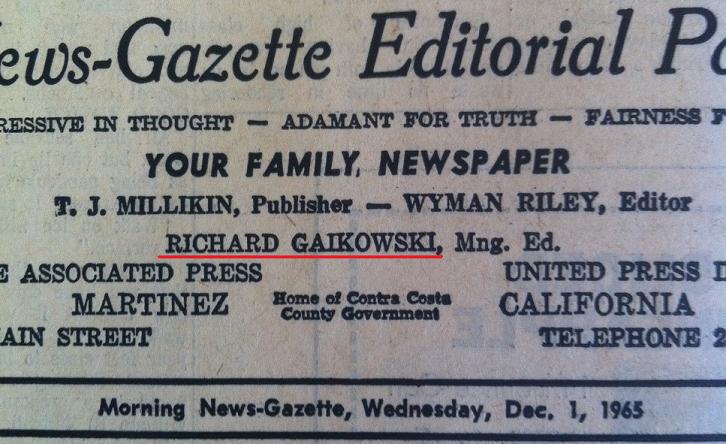 ews-Gazette Editorial Pa
RESSIVE IN THOUGHT — ADAMANT FOR TRUTH — FAIRNESS F
YOUR FAMILY, NEWSPAPER
T. J. MILLIKIN, Publisher — WYMAN RILEY, Editor
RICHARD GAIKOWSKI, Mng. Ed.
E ASSOCIATED PRESS UNITED PRESS I
MARTINEZ Home of Contra Costa County Government CALIFORNIA
AIN STREET TELEPHONE 2
Morning News-Gazette, Wednesday, Dec. 1, 1965